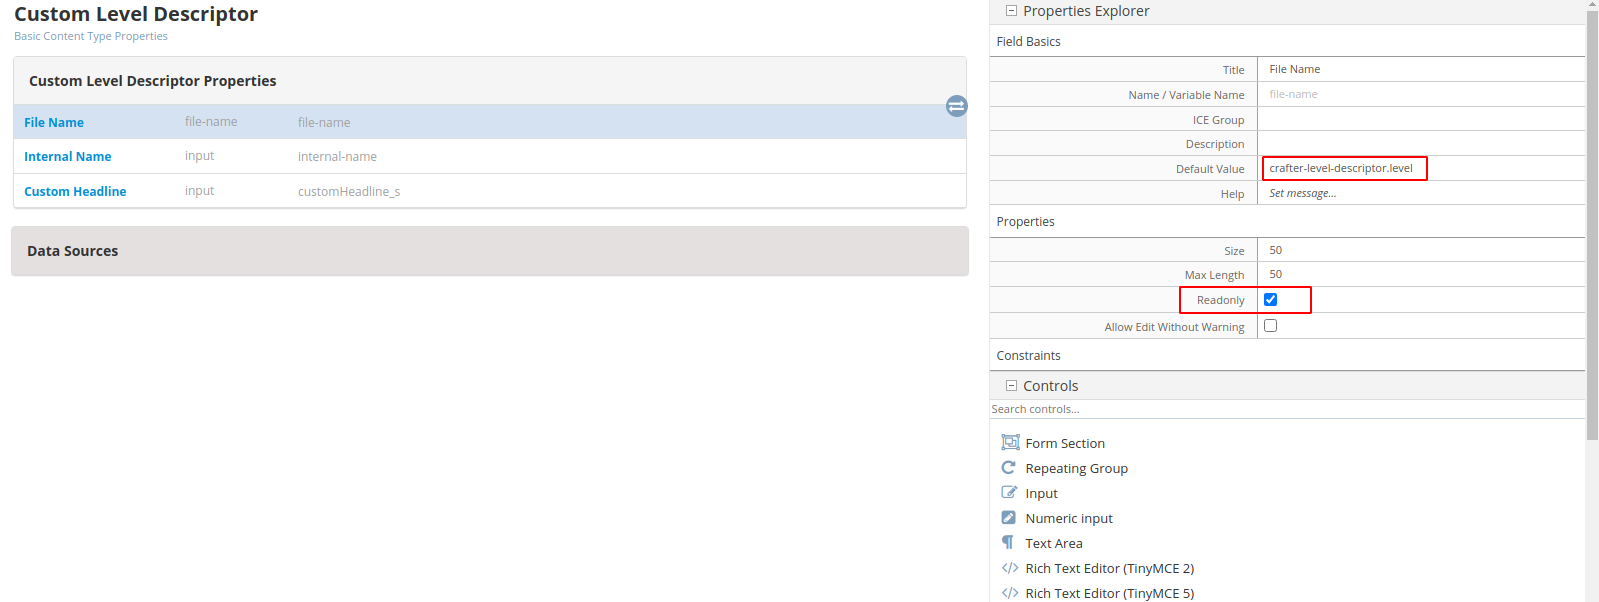 Custom Level Descriptor
Basic Content Type Properties
Custom Level Descriptor Properties
File Name file-name file-name
Internal Name input internal-name
Custom Headline input customHeadline_s
Data Sources
Properties Explorer
Field Basics
Title File Name
Name / Variable Name file-name
ICE Group
Description
Default Value crafter-level-descriptor.level
Help Set message...
Properties
Size 50
Max Length 50
Readonly
Allow Edit Without Warning
Constraints
Controls
Search controls...
Form Section
Repeating Group
Input
Numeric input
Text Area
Rich Text Editor (TinyMCE 2)
Rich Text Editor (TinyMCE 5)